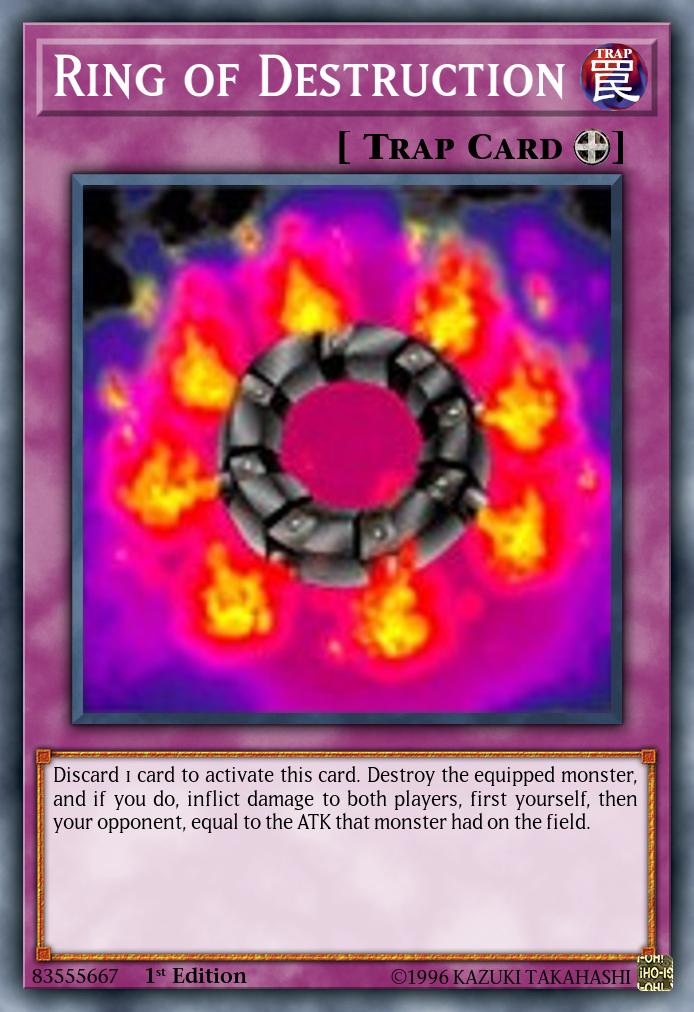 RING OF DESTRUCTION
TRAP
罠
[ TRAP CARD ]
Discard 1 card to activate this card. Destroy the equipped monster,
and if you do, inflict damage to both players, first yourself, then
your opponent, equal to the ATK that monster had on the field.
83555667 1st Edition ©1996 KAZUKI TAKAHASHI